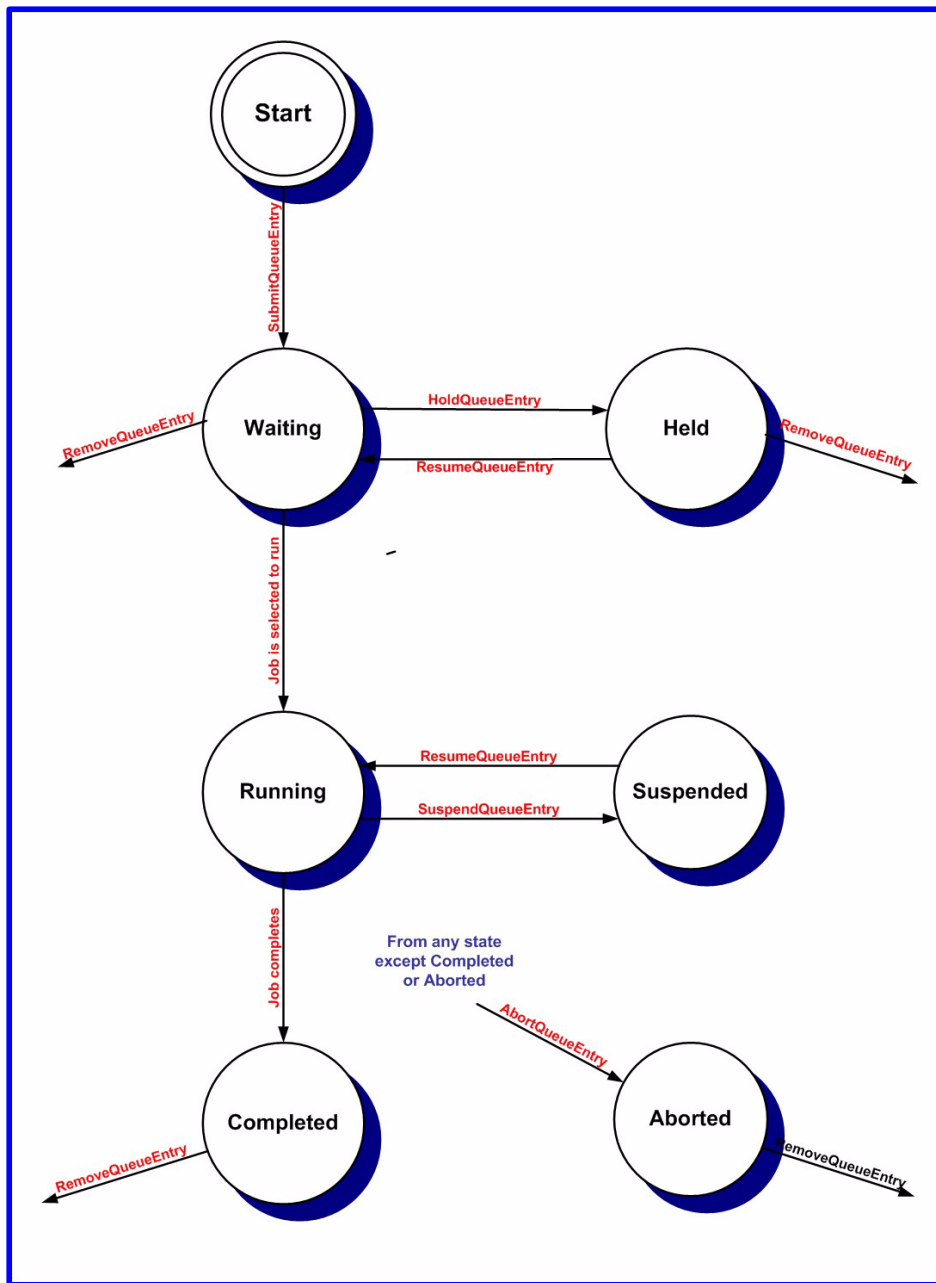 Start
SubmitQueueEntry
Waiting
HoldQueueEntry
ResumeQueueEntry
Held
RemoveQueueEntry
RemoveQueueEntry
Job is selected to run
Running
ResumeQueueEntry
SuspendQueueEntry
Suspended
Job completes
From any state
except Completed
or Aborted
AbortQueueEntry
Completed
Aborted
RemoveQueueEntry
RemoveQueueEntry